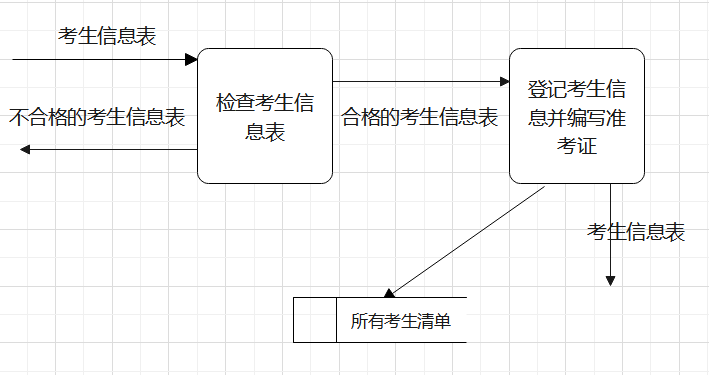 考生信息表
不合格的考生信息表
检查考生信
息表
合格的考生信息表
登记考生信
息并编写准
考证
考生信息表
所有考生清单